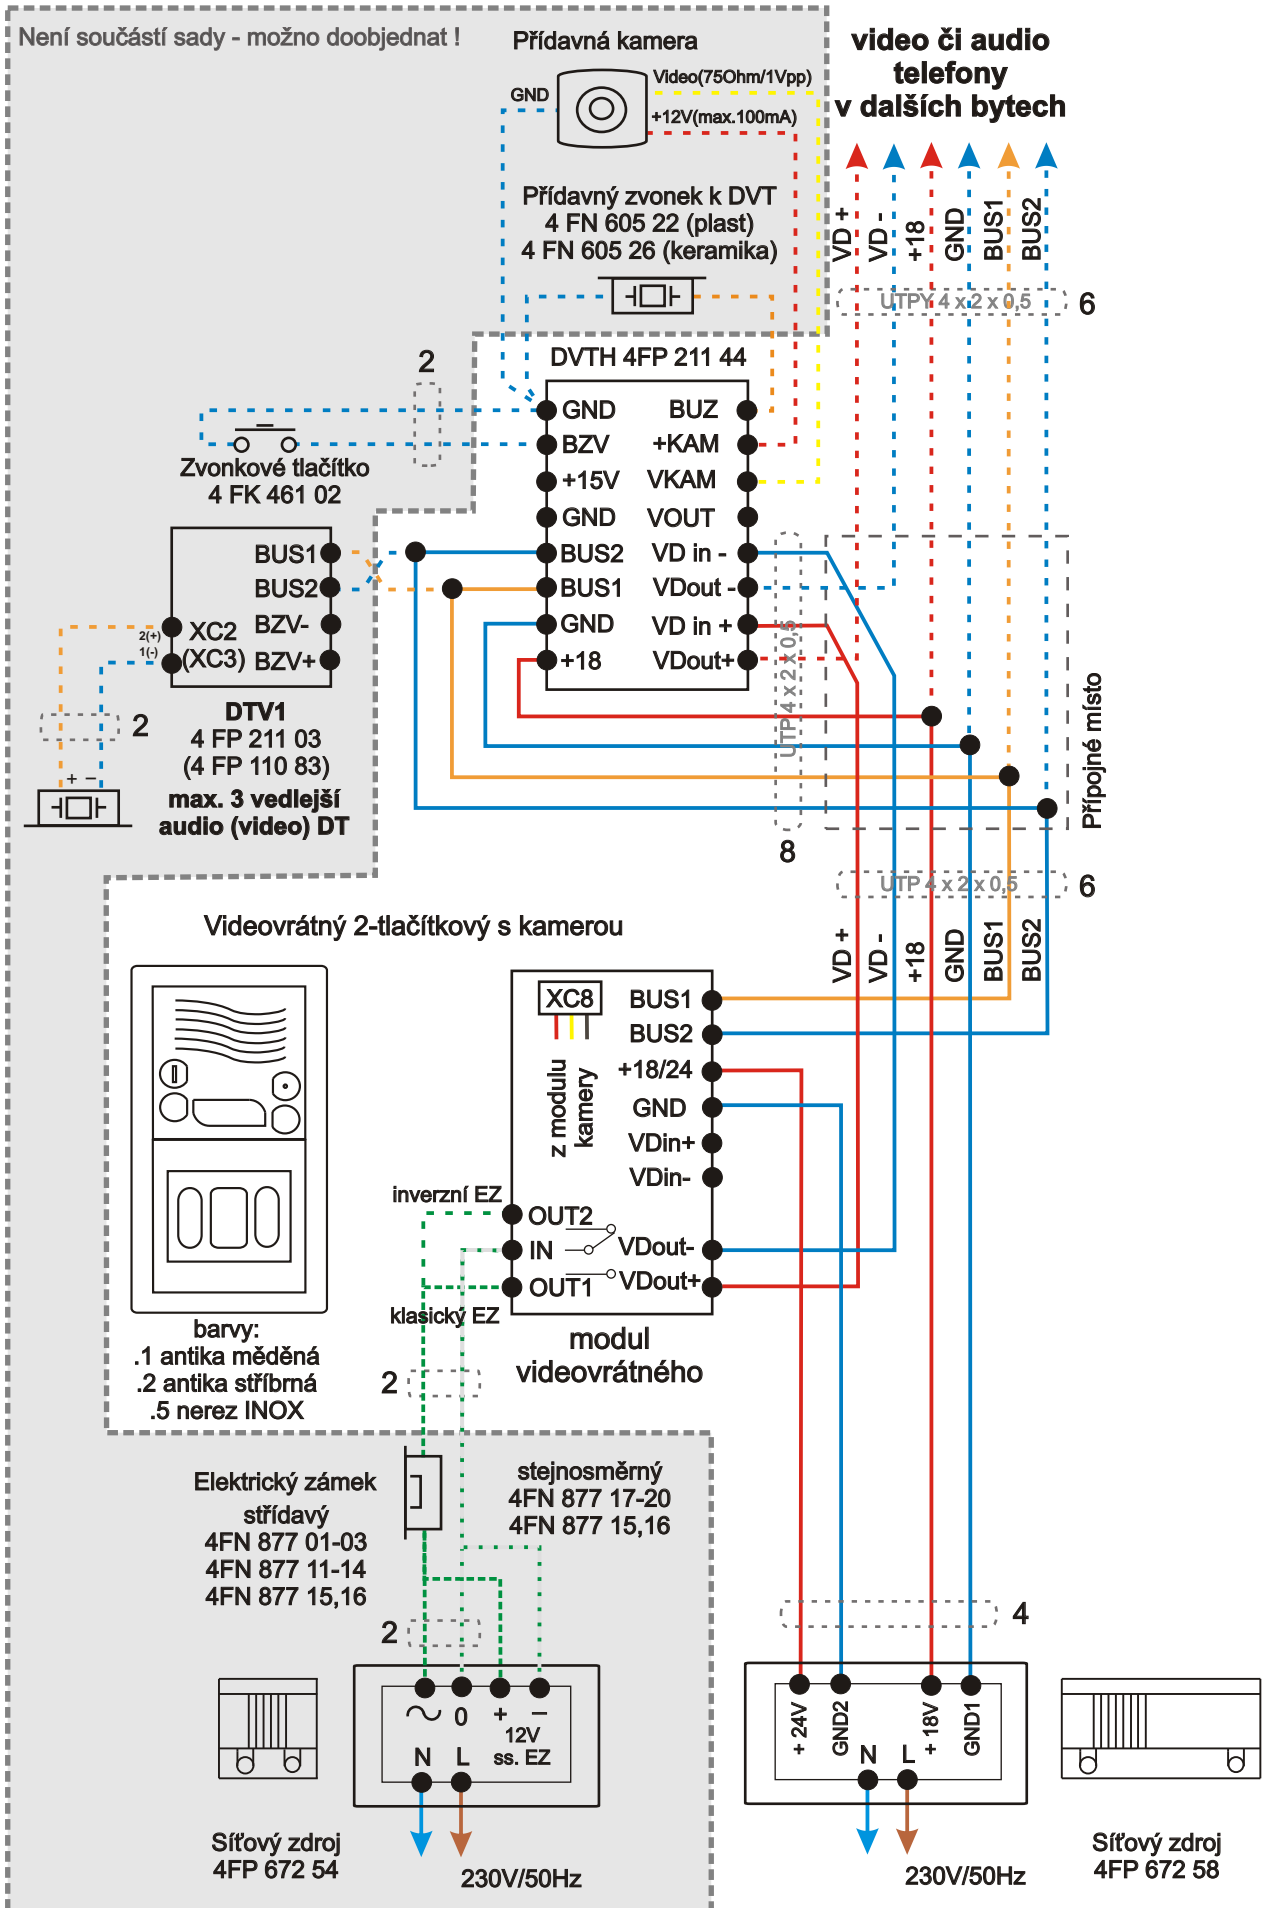 Není součástí sady - možno doobjednat !
Přídavná kamera
video či audio
telefony
v dalších bytech
Video(75Ohm/1Vpp)
GND
+12V(max.100mA)
Přídavný zvonek k DVT
4 FN 605 22 (plast)
4 FN 605 26 (keramika)
VD +
VD -
+18
GND
BUS1
BUS2
UTPY 4 x 2 x 0,5
6
DVTH 4FP 211 44
2
GND
BZV
+15V
GND
BUS2
BUS1
GND
+18
BUZ
+KAM
VKAM
VOUT
VD in -
VDout -
VD in +
VDout+
Zvonkové tlačítko
4 FK 461 02
BUS1
BUS2
BZV-
BZV+
2(+)
1(-)
XC2
(XC3)
DTV1
4 FP 211 03
(4 FP 110 83)
max. 3 vedlejší
audio (video) DT
2
+ −
UTP 4 x 2 x 0,5
8
Přípojné místo
UTP 4 x 2 x 0,5
6
VD +
VD -
+18
GND
BUS1
BUS2
Videovrátný 2-tlačítkový s kamerou
XC8
z modulu
kamery
BUS1
BUS2
+18/24
GND
VDin+
VDin-
VDout-
VDout+
inverzní EZ
OUT2
IN
OUT1
klasický EZ
modul
videovrátného
barvy:
.1 antika měděná
.2 antika stříbrná
.5 nerez INOX
2
Elektrický zámek
střídavý
4FN 877 01-03
4FN 877 11-14
4FN 877 15,16
stejnosměrný
4FN 877 17-20
4FN 877 15,16
2
4
0
+
−
12V
ss. EZ
N
L
+ 24V
GND2
+ 18V
GND1
N
L
Síťový zdroj
4FP 672 54
230V/50Hz
230V/50Hz
Síťový zdroj
4FP 672 58